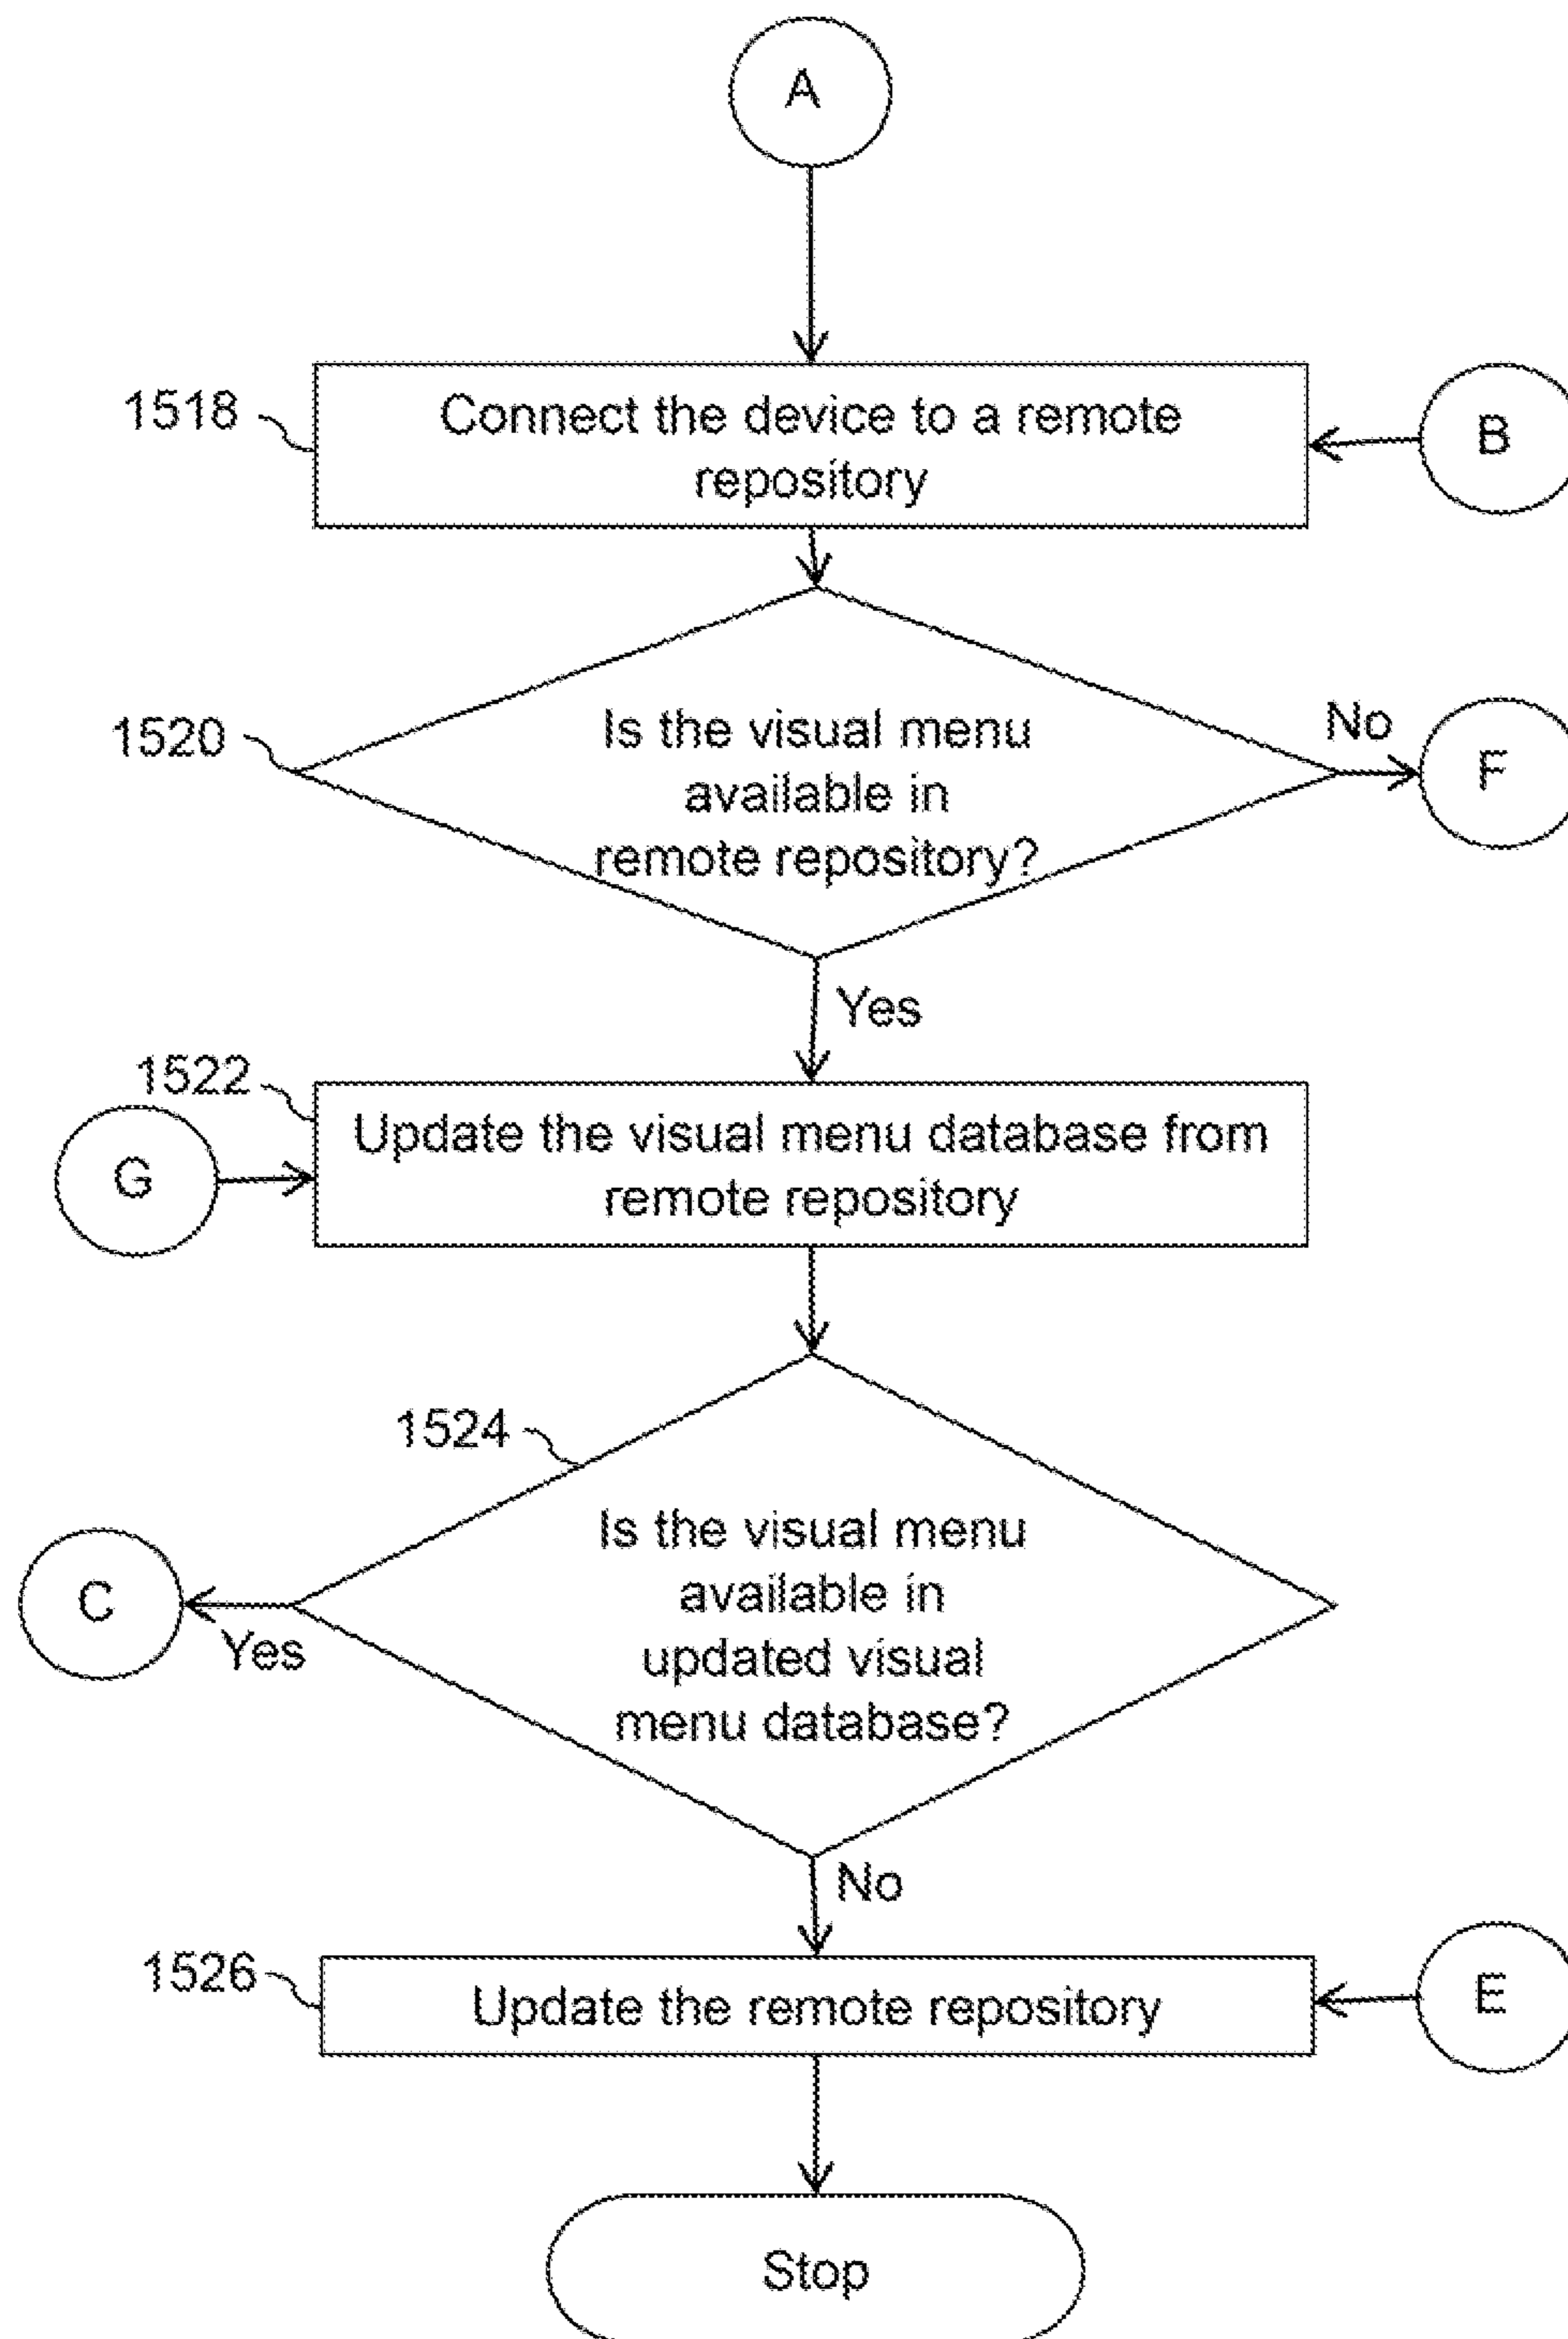 A
1518
Connect the device to a remote
repository
B
1520
Is the visual menu
available in
remote repository?
No
F
Yes
1522
Update the visual menu database from
remote repository
G
1524
Is the visual menu
available in
updated visual
menu database?
C
Yes
No
1526
Update the remote repository
E
Stop